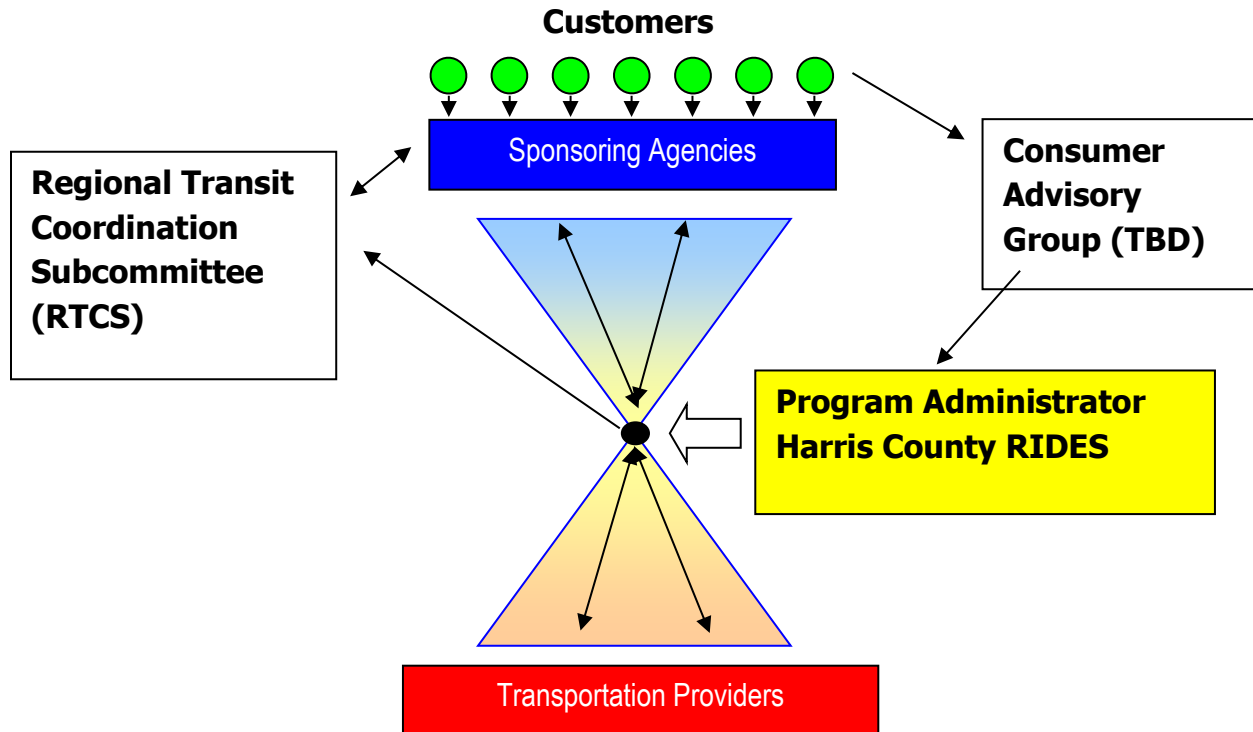 Customers
Sponsoring Agencies
Regional Transit
Coordination
Subcommittee
(RTCS)
Consumer
Advisory
Group (TBD)
Program Administrator
Harris County RIDES
Transportation Providers